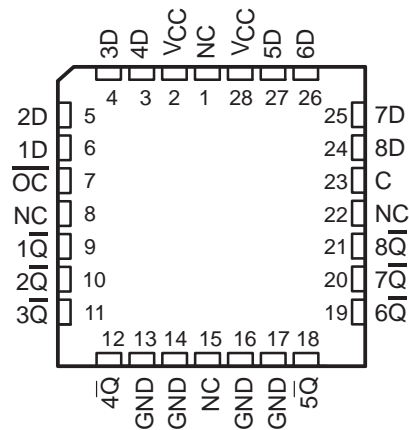 3D 4D VCC NC VCC 5D 6D
4 3 2 1 28 27 26
2D 5 25 7D
1D 6 24 8D
O̅C̅ 7 23 C
NC 8 22 NC
1Q̅ 9 21 8Q̅
2Q̅ 10 20 7Q̅
3Q̅ 11 19 6Q̅
12 13 14 15 16 17 18
4Q̅ GND GND NC GND GND 5Q̅